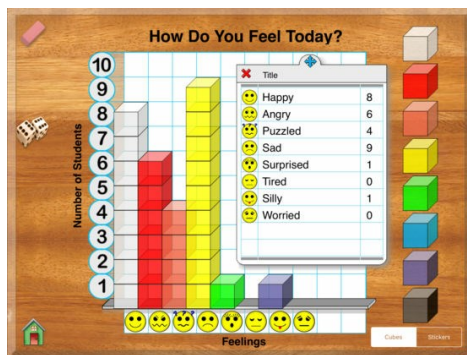 How Do You Feel Today?
Number of Students
10
9
8
7
6
5
4
3
2
1
Title
Happy 8
Angry 6
Puzzled 4
Sad 9
Surprised 1
Tired 0
Silly 1
Worried 0
Feelings
Cubes Stickers